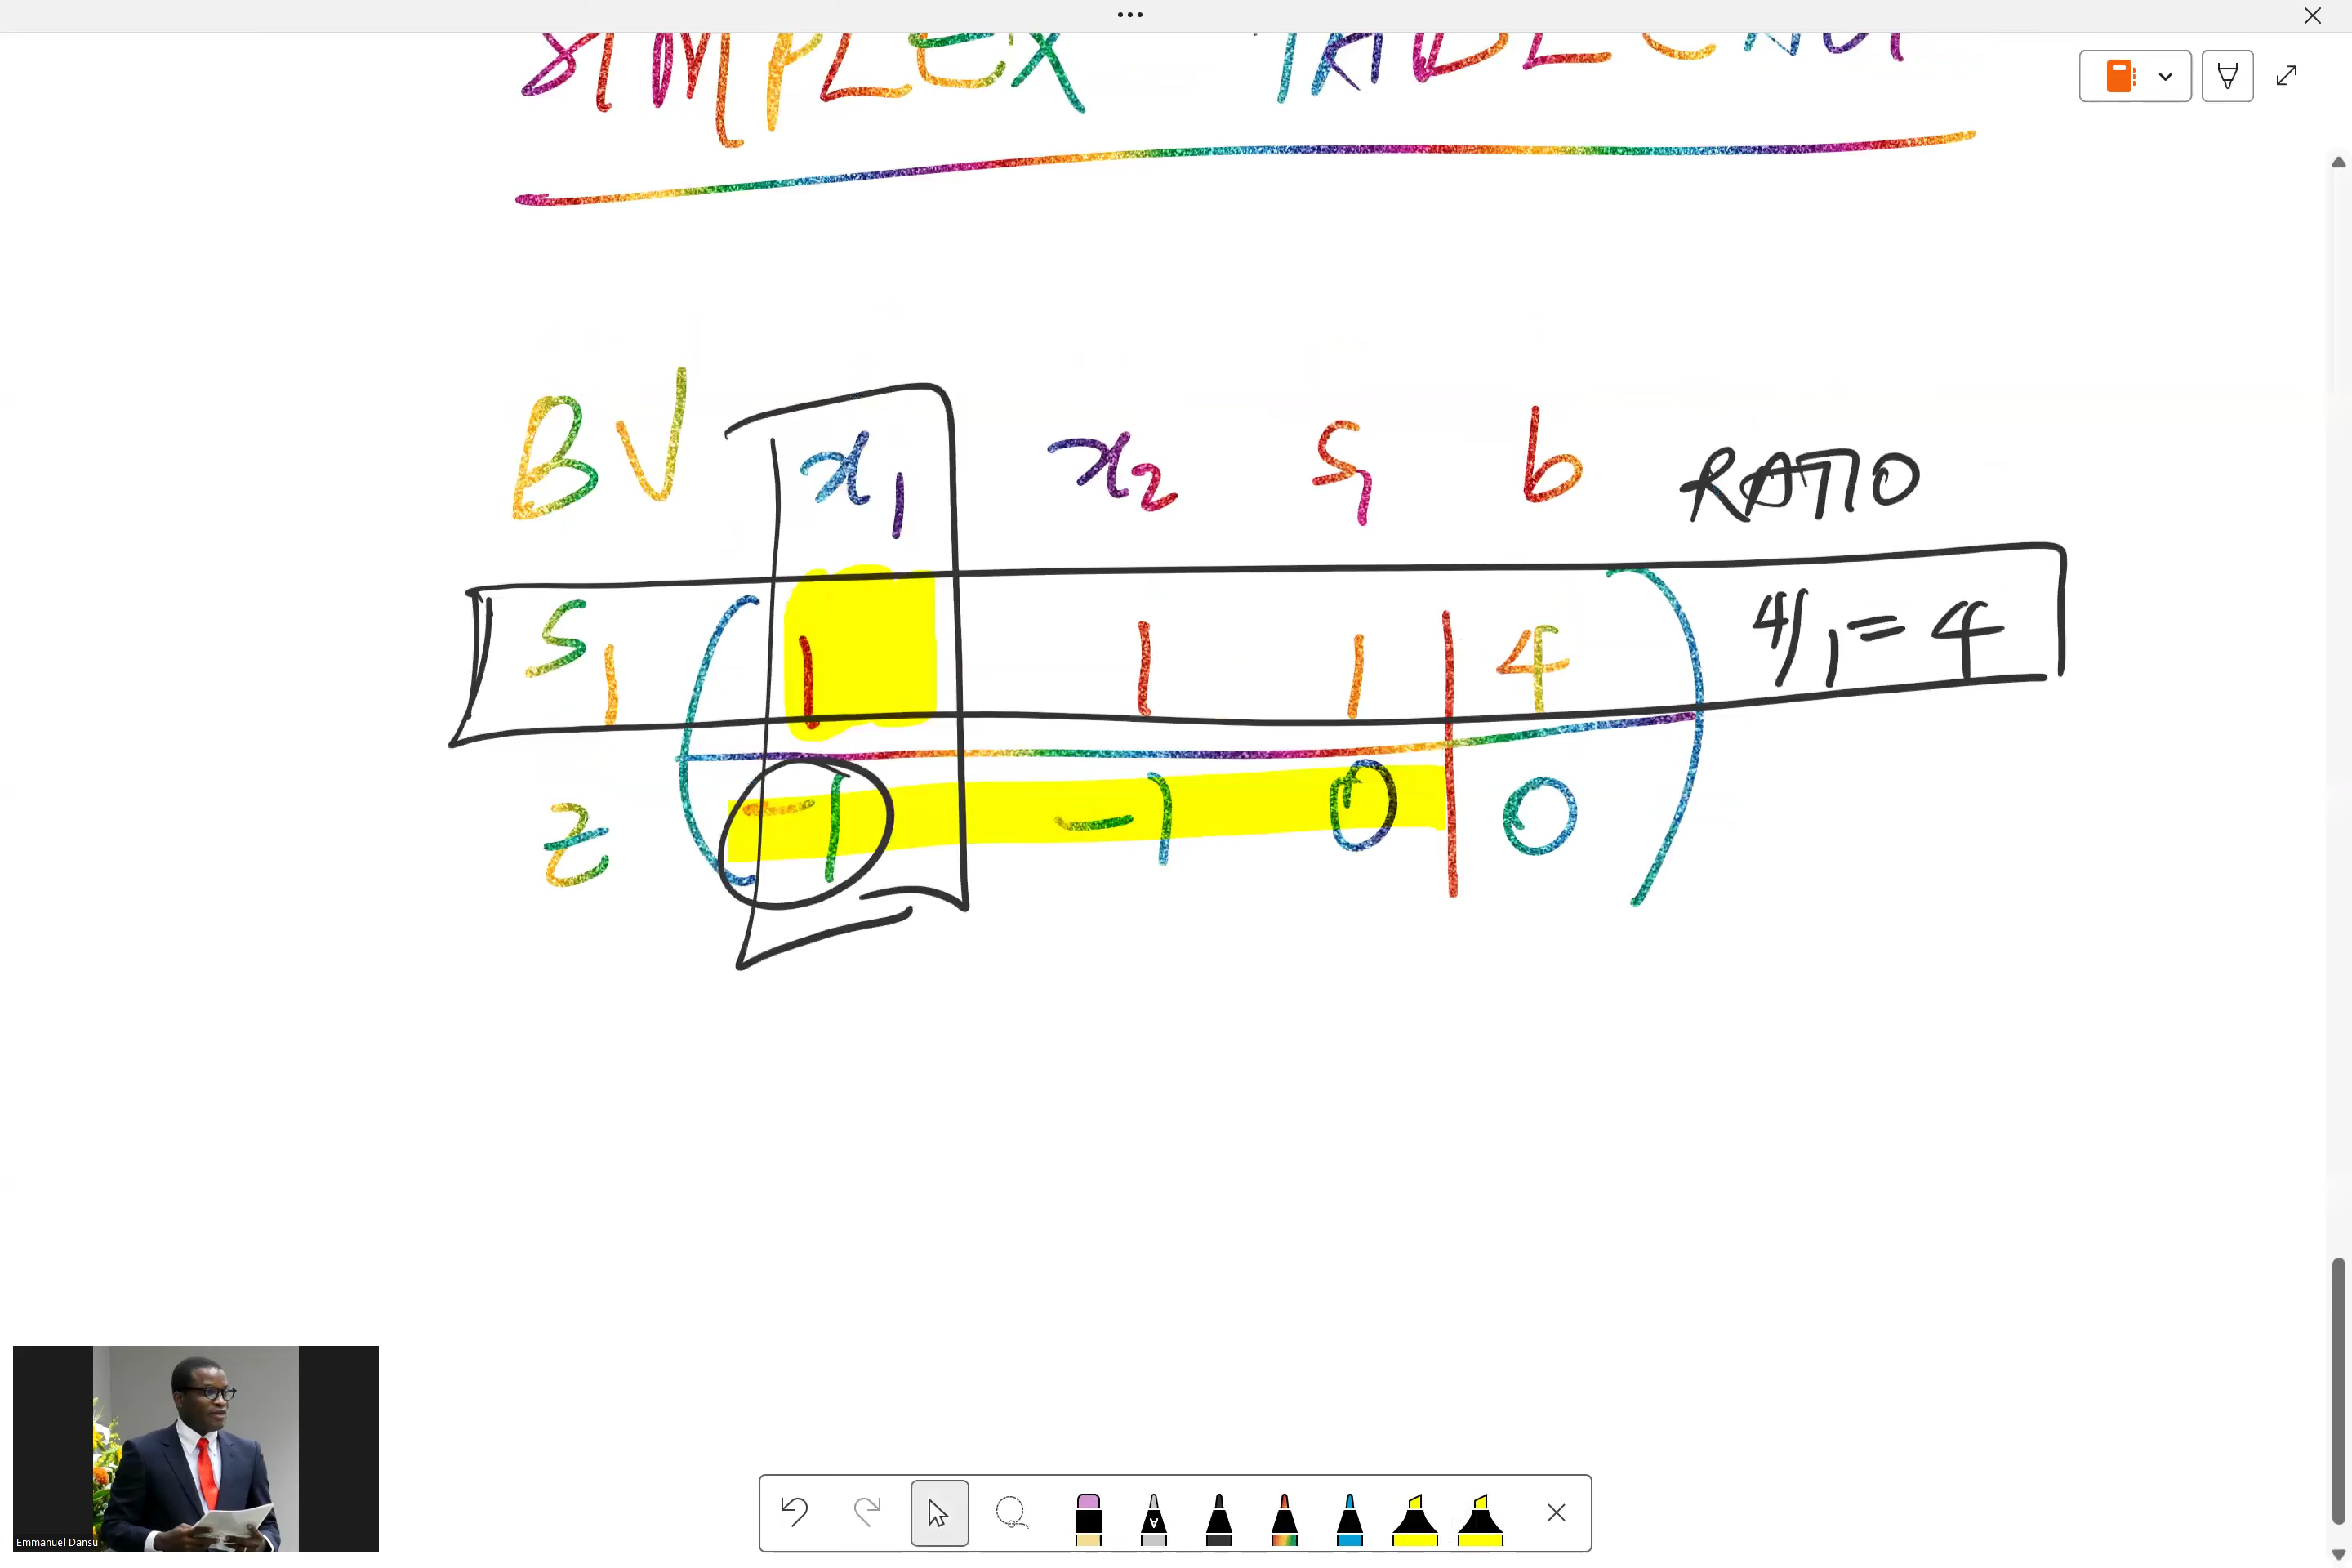 SIMPLEX TABLEAU
BV x₁ x₂ s₁ b RATIO
s₁ 1 1 1 4 4/1 = 4
z -1 -1 0 0
Emmanuel Dansu